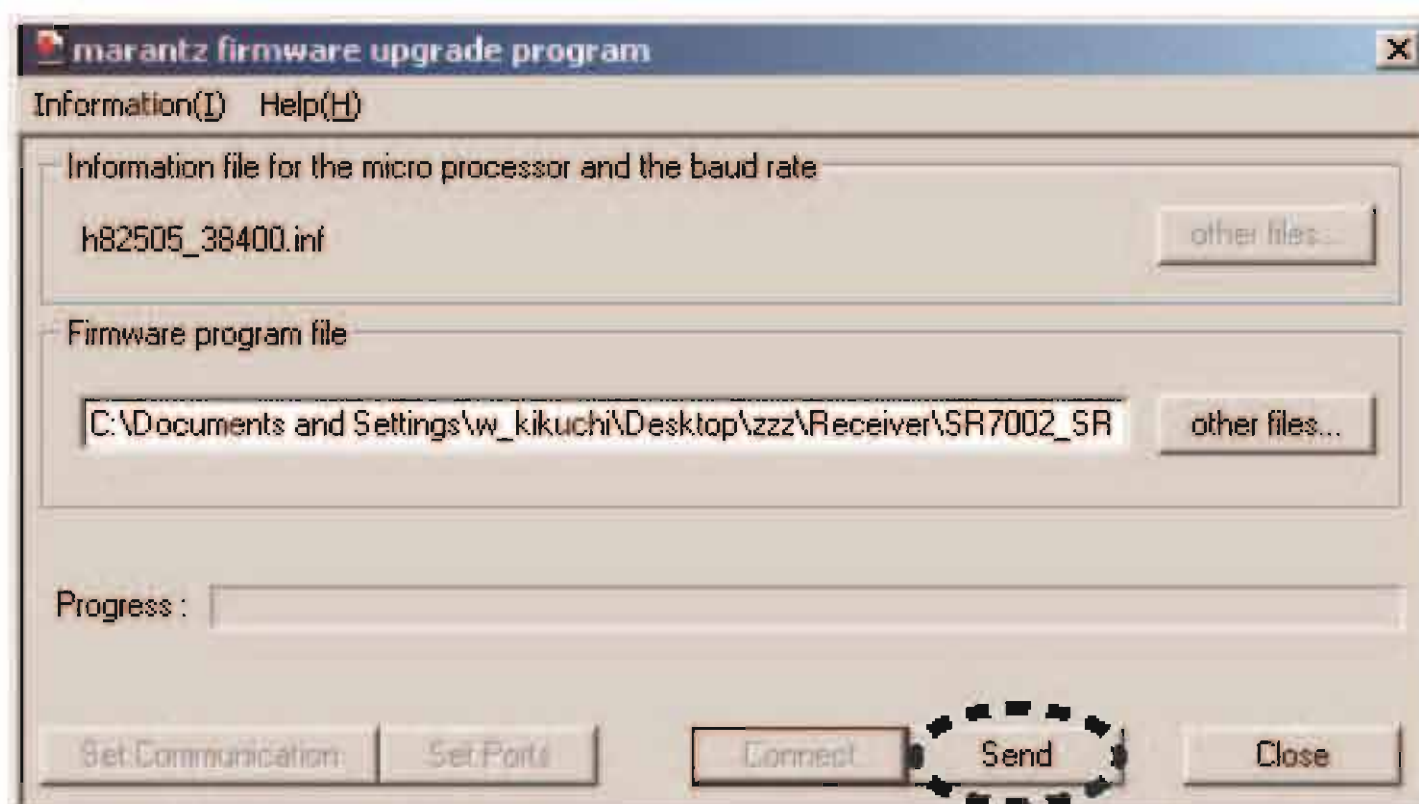 marantz firmware upgrade program
Information(I) Help(H)
Information file for the micro processor and the baud rate
h82505_38400.inf
other files...
Firmware program file
C:\Documents and Settings\w_kikuchi\Desktop\zzz\Receiver\SR7002_SR
other files...
Progress :
Set Communication Set Ports Connect Send Close